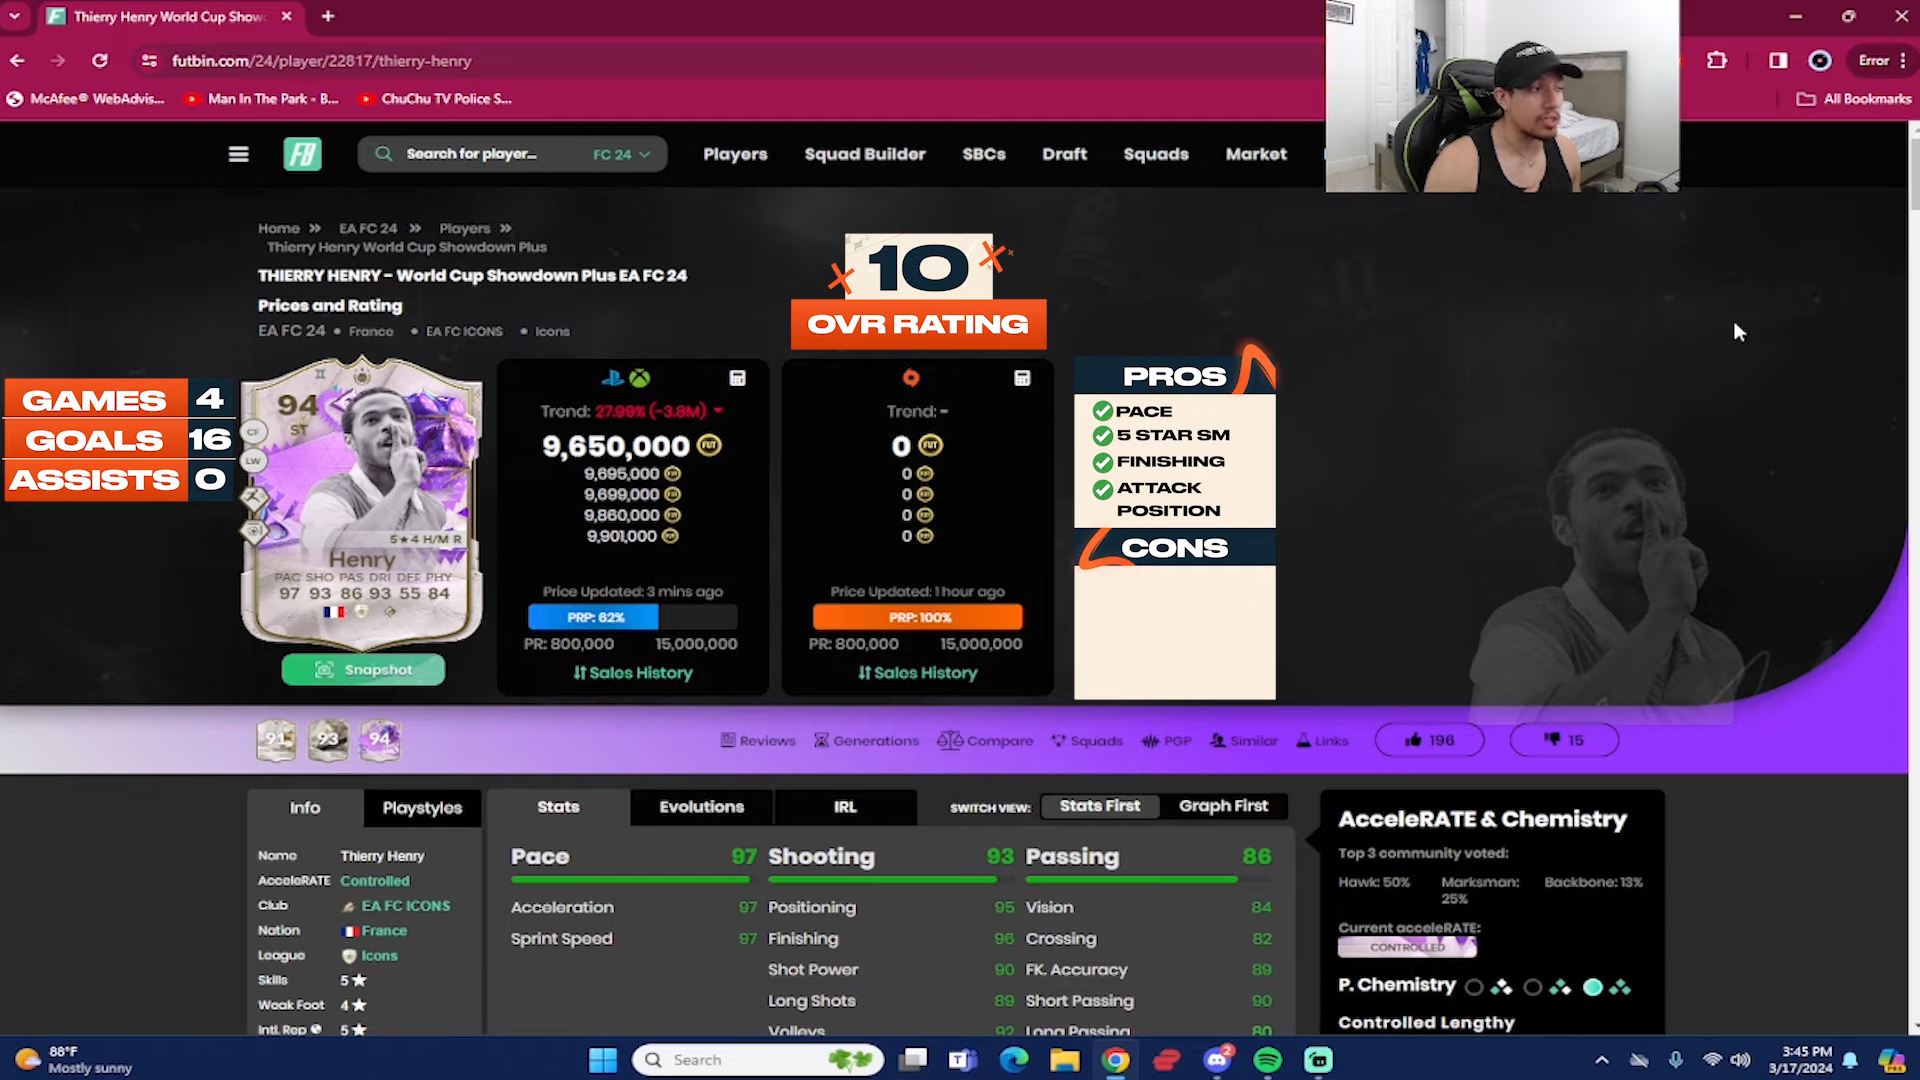 Thierry Henry World Cup Show
futbin.com/24/player/22817/thierry-henry
Error
McAfee® WebAdvis...
Man In The Park - B...
ChuChu TV Police S...
All Bookmarks
Search for player...
FC 24
Players
Squad Builder
SBCs
Draft
Squads
Market
Home » EA FC 24 » Players »
Thierry Henry World Cup Showdown Plus
THIERRY HENRY - World Cup Showdown Plus EA FC 24
Prices and Rating
EA FC 24 • France • EA FC ICONS • Icons
10
OVR RATING
GAMES 4
GOALS 16
ASSISTS 0
94
ST
CF
LW
5★4 H/M R
Henry
PAC SHO PAS DRI DEF PHY
97 93 86 93 55 84
Snapshot
Trend: 27.99% (-3.8M)
9,650,000
9,695,000
9,699,000
9,860,000
9,901,000
Price Updated: 3 mins ago
PRP: 62%
PR: 800,000 15,000,000
Sales History
Trend: -
0
0
0
0
0
Price Updated: 1 hour ago
PRP: 100%
PR: 800,000 15,000,000
Sales History
PROS
PACE
5 STAR SM
FINISHING
ATTACK
POSITION
CONS
91
93
94
Reviews
Generations
Compare
Squads
PGP
Similar
Links
196
15
Info
Playstyles
Name Thierry Henry
AcceleRATE Controlled
Club EA FC ICONS
Nation France
League Icons
Skills 5★
Weak Foot 4★
Intl. Rep 5★
Stats
Evolutions
IRL
SWITCH VIEW:
Stats First
Graph First
Pace 97
Acceleration 97
Sprint Speed 97
Shooting 93
Positioning 95
Finishing 96
Shot Power 90
Long Shots 89
Volleys 92
Passing 86
Vision 84
Crossing 82
FK. Accuracy 89
Short Passing 90
Long Passing 80
AcceleRATE & Chemistry
Top 3 community voted:
Hawk: 50%
Marksman:
25%
Backbone: 13%
Current acceleRATE:
CONTROLLED
P. Chemistry
Controlled Lengthy
88°F
Mostly sunny
Search
2
3:45 PM
3/17/2024